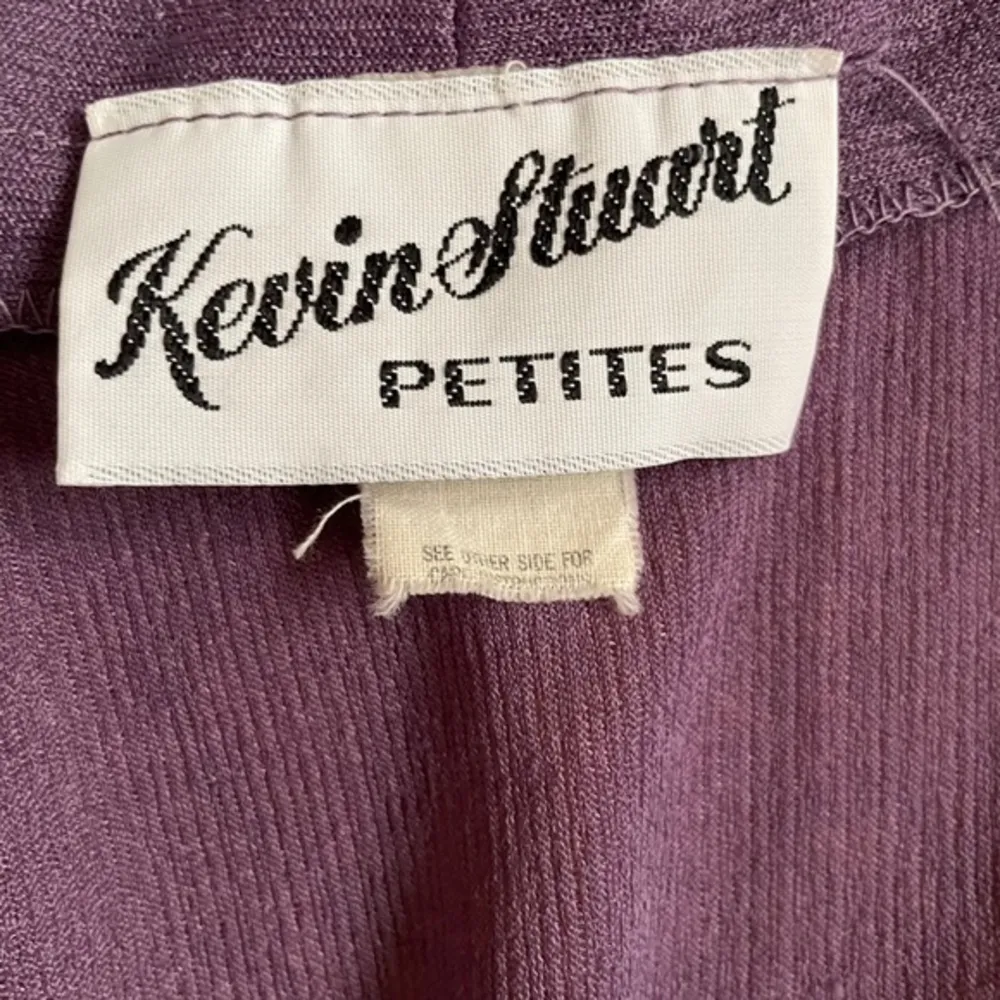 Kevin Stuart
PETITES
SEE OTHER SIDE FOR